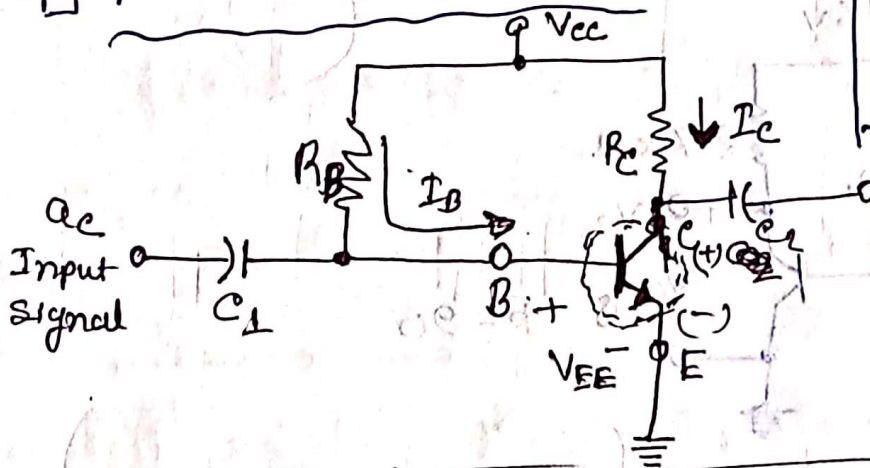 Vcc
RB
IB
RC
IC
ac
Input
signal
C1
B
+
C
(+)
C2
(-)
VEE
-
E